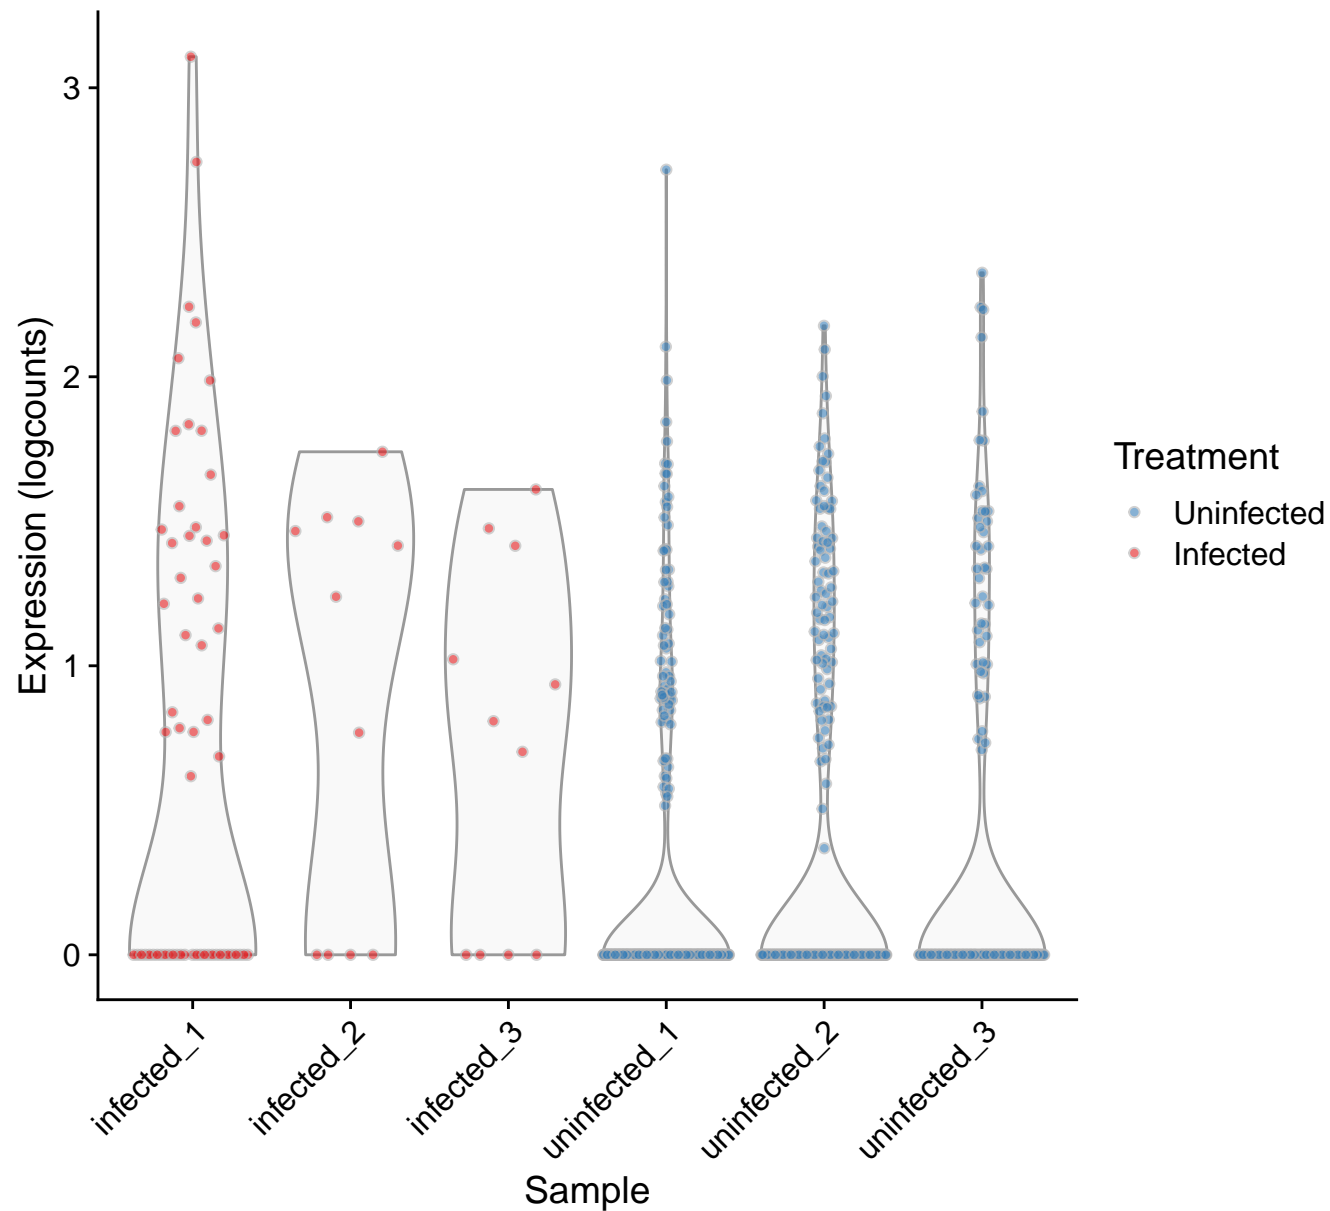 Expression (logcounts)
3
2
1
0
infected_1
infected_2
infected_3
uninfected_1
uninfected_2
uninfected_3
Sample
Treatment
Uninfected
Infected